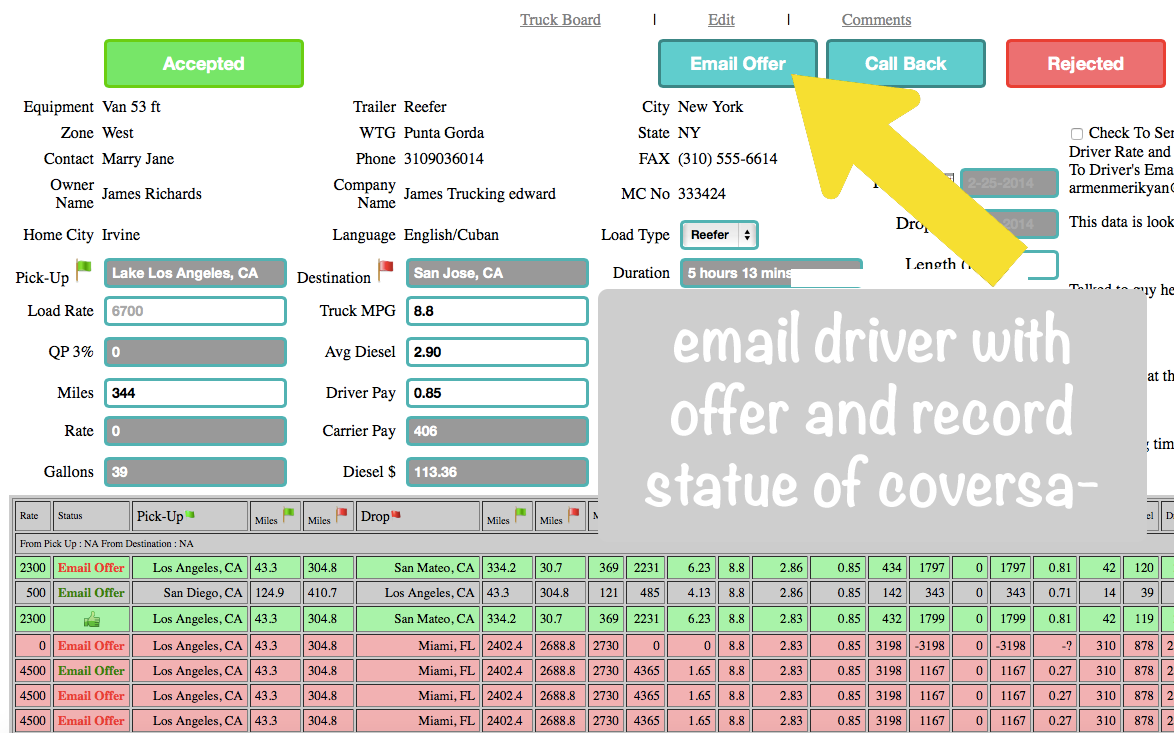 Truck Board | Edit | Comments
Accepted Email Offer Call Back Rejected
Equipment Van 53 ft Trailer Reefer City New York
Zone West WTG Punta Gorda State NY Check To Sen
Contact Marry Jane Phone 3109036014 FAX (310) 555-6614 Driver Rate and
To Driver's Ema
Owner Name James Richards Company Name James Trucking edward MC No 333424 2-25-2014 armenmerikyan@
Drop 2014 This data is look
Home City Irvine Language English/Cuban Load Type Reefer
Length
Pick-Up Lake Los Angeles, CA Destination San Jose, CA Duration 5 hours 13 mins
Talked to guy he
Load Rate 6700 Truck MPG 8.8
QP 3% 0 Avg Diesel 2.90
at th
Miles 344 Driver Pay 0.85
Rate 0 Carrier Pay 406
g tim
Gallons 39 Diesel $ 113.36
email driver with
offer and record
statue of coversa-
Rate Status Pick-Up Miles Miles Drop Miles Miles M el D
From Pick Up : NA From Destination : NA
2300 Email Offer Los Angeles, CA 43.3 304.8 San Mateo, CA 334.2 30.7 369 2231 6.23 8.8 2.86 0.85 434 1797 0 1797 0.81 42 120
500 Email Offer San Diego, CA 124.9 410.7 Los Angeles, CA 43.3 304.8 121 485 4.13 8.8 2.86 0.85 142 343 0 343 0.71 14 39
2300 Los Angeles, CA 43.3 304.8 San Mateo, CA 334.2 30.7 369 2231 6.23 8.8 2.83 0.85 432 1799 0 1799 0.81 42 119
0 Email Offer Los Angeles, CA 43.3 304.8 Miami, FL 2402.4 2688.8 2730 0 0 8.8 2.83 0.85 3198 -3198 0 -3198 -? 310 878 2
4500 Email Offer Los Angeles, CA 43.3 304.8 Miami, FL 2402.4 2688.8 2730 4365 1.65 8.8 2.83 0.85 3198 1167 0 1167 0.27 310 878 2
4500 Email Offer Los Angeles, CA 43.3 304.8 Miami, FL 2402.4 2688.8 2730 4365 1.65 8.8 2.83 0.85 3198 1167 0 1167 0.27 310 878 2
4500 Email Offer Los Angeles, CA 43.3 304.8 Miami, FL 2402.4 2688.8 2730 4365 1.65 8.8 2.83 0.85 3198 1167 0 1167 0.27 310 878 2